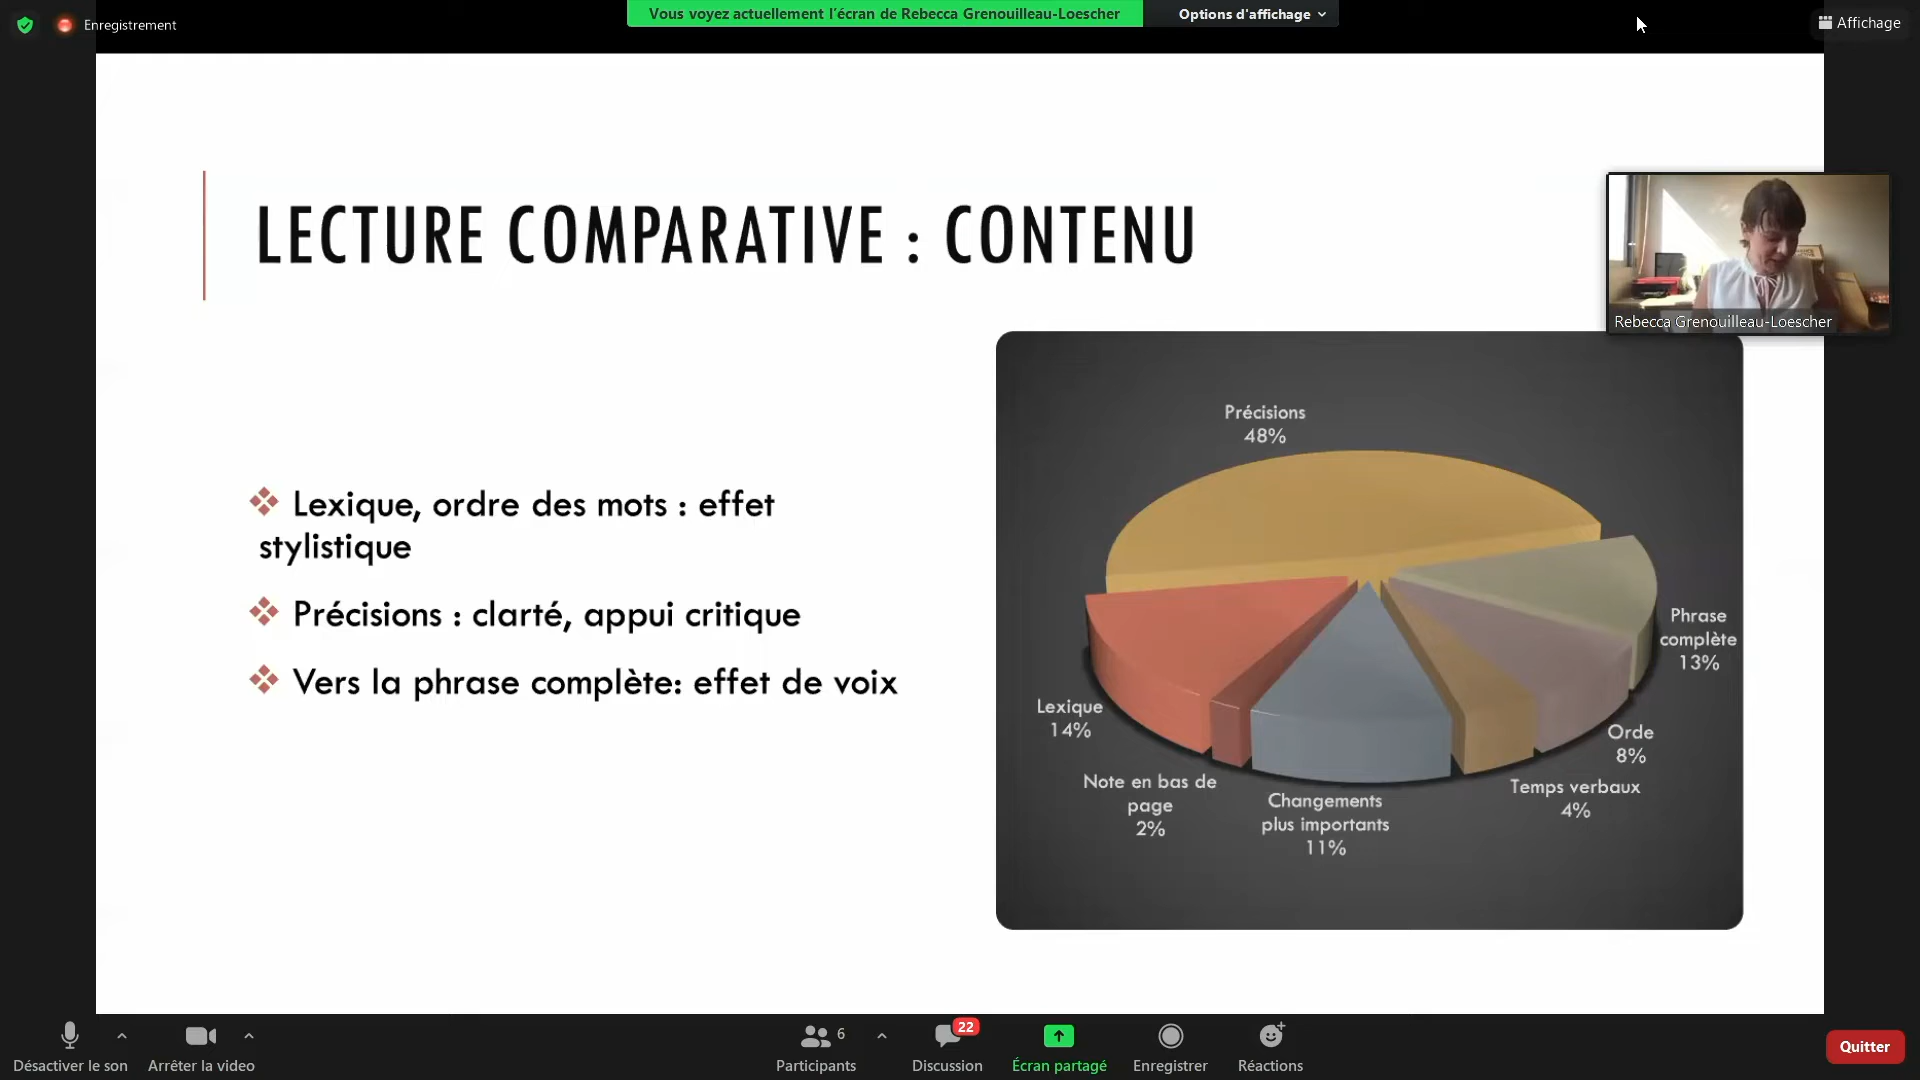 Enregistrement
Vous voyez actuellement l'écran de Rebecca Grenouilleau-Loescher
Options d'affichage
Affichage
LECTURE COMPARATIVE : CONTENU
Rebecca Grenouilleau-Loescher
Lexique, ordre des mots : effet
stylistique
Précisions : clarté, appui critique
Vers la phrase complète: effet de voix
Précisions
48%
Phrase
complète
13%
Lexique
14%
Orde
8%
Note en bas de
page
2%
Changements
plus importants
11%
Temps verbaux
4%
Désactiver le son
Arrêter la video
6
Participants
22
Discussion
Écran partagé
Enregistrer
Réactions
Quitter